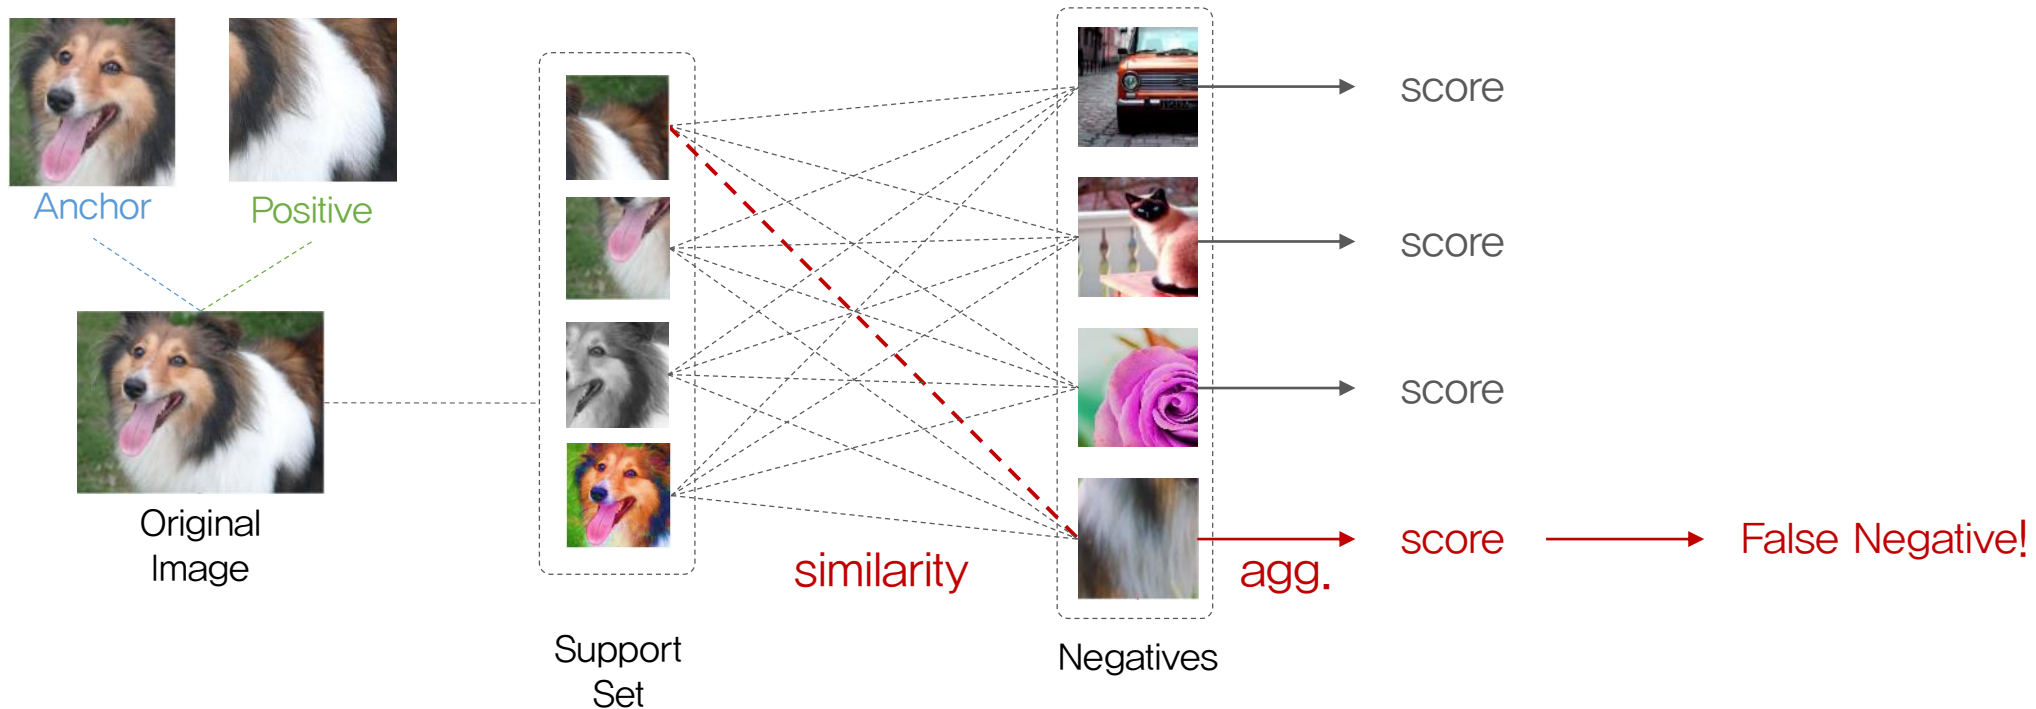 Anchor
Positive
Original
Image
Support
Set
similarity
Negatives
agg.
score
score
score
score
False Negative!